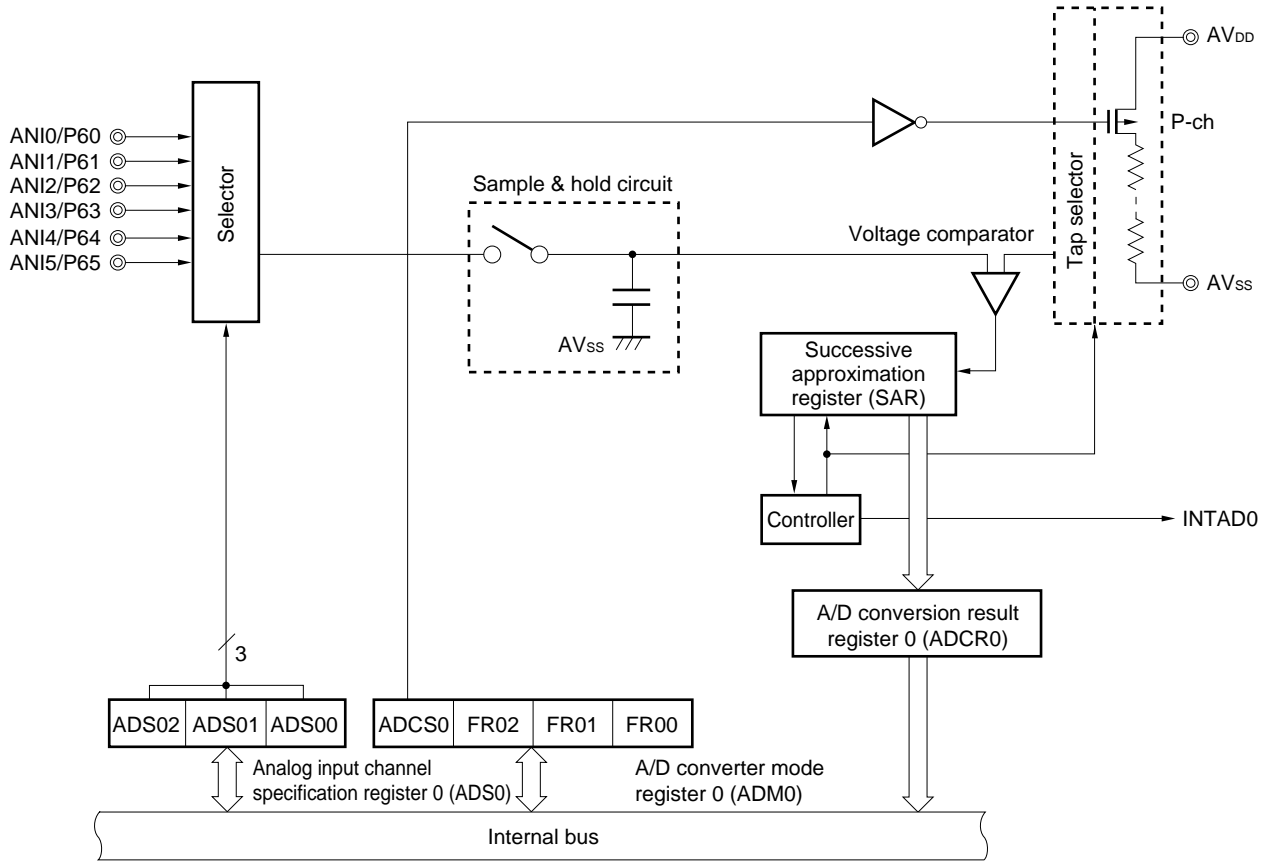 AVDD
P-ch
ANI0/P60
ANI1/P61
ANI2/P62
ANI3/P63
ANI4/P64
ANI5/P65
Selector
Sample & hold circuit
AVSS
Voltage comparator
Tap selector
AVSS
Successive
approximation
register (SAR)
Controller
INTAD0
A/D conversion result
register 0 (ADCR0)
3
ADS02 ADS01 ADS00
ADCS0 FR02 FR01 FR00
Analog input channel
specification register 0 (ADS0)
A/D converter mode
register 0 (ADM0)
Internal bus